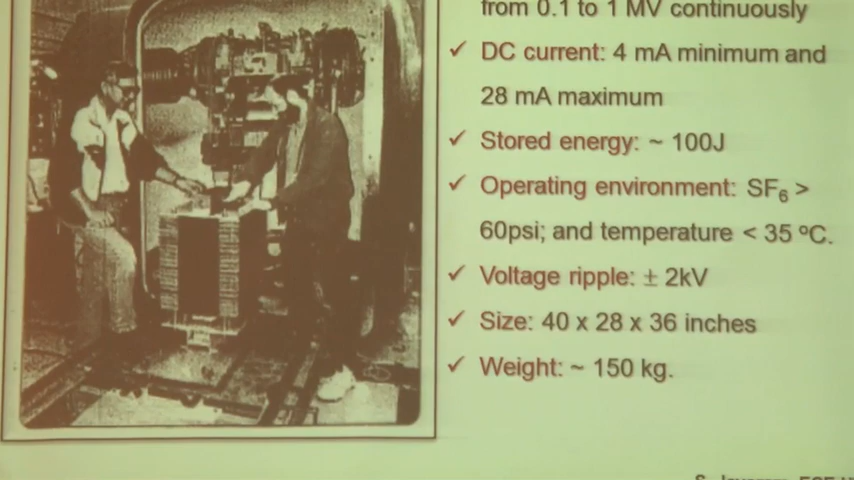 from 0.1 to 1 MV continuously
✓ DC current: 4 mA minimum and
28 mA maximum
✓ Stored energy: ~ 100J
✓ Operating environment: SF₆ >
60psi; and temperature < 35 ºC.
✓ Voltage ripple: ± 2kV
✓ Size: 40 x 28 x 36 inches
✓ Weight: ~ 150 kg.